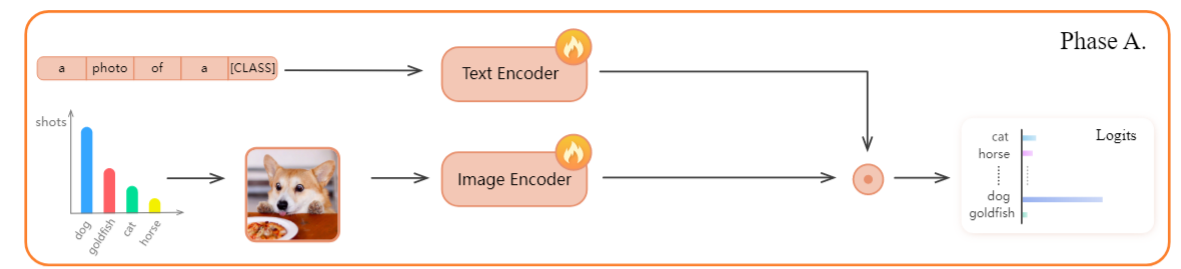 Phase A.
a photo of a [CLASS]
Text Encoder
shots
dog
goldfish
cat
horse
Image Encoder
Logits
cat
horse
dog
goldfish